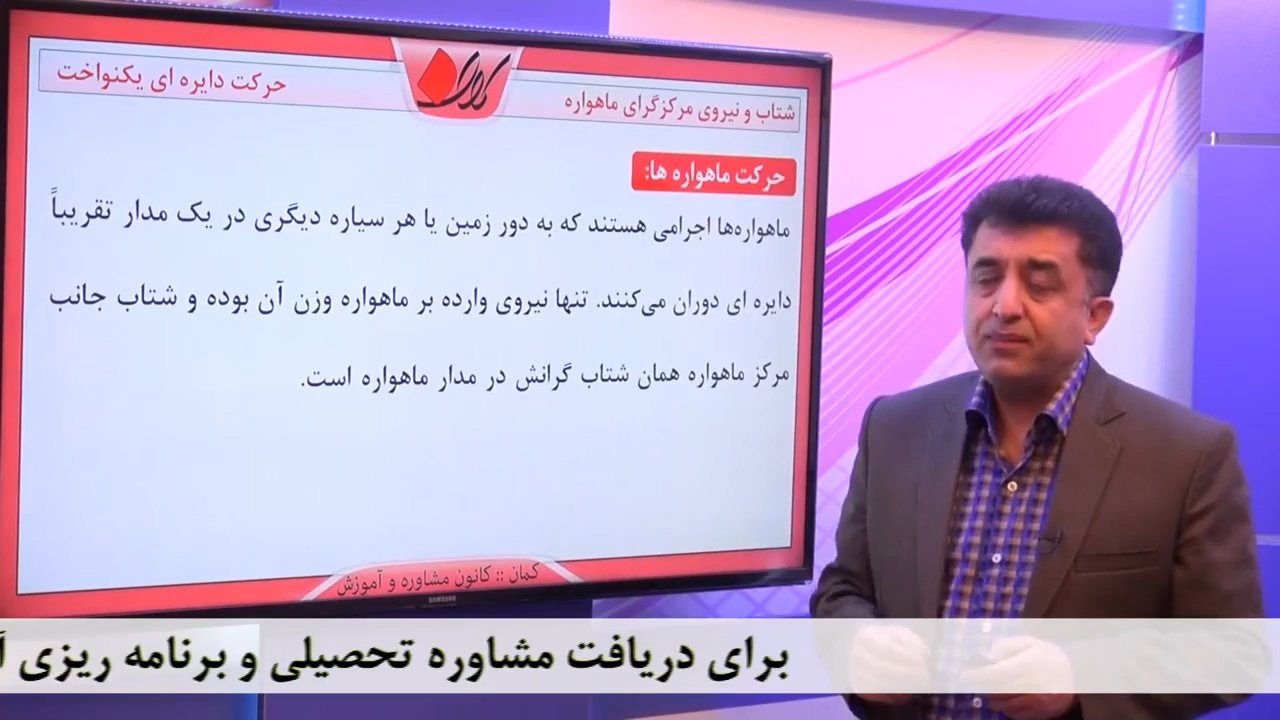 شتاب و نیروی مرکزگرای ماهواره
حرکت دایره ای یکنواخت
کمان
حرکت ماهواره ها:
ماهواره‌ها اجرامی هستند که به دور زمین یا هر سیاره دیگری در یک مدار تقریباً
دایره ای دوران می‌کنند. تنها نیروی وارده بر ماهواره وزن آن بوده و شتاب جانب
مرکز ماهواره همان شتاب گرانش در مدار ماهواره است.
کمان :: کانون مشاوره و آموزش
SAMSUNG
برای دریافت مشاوره تحصیلی و برنامه ریزی